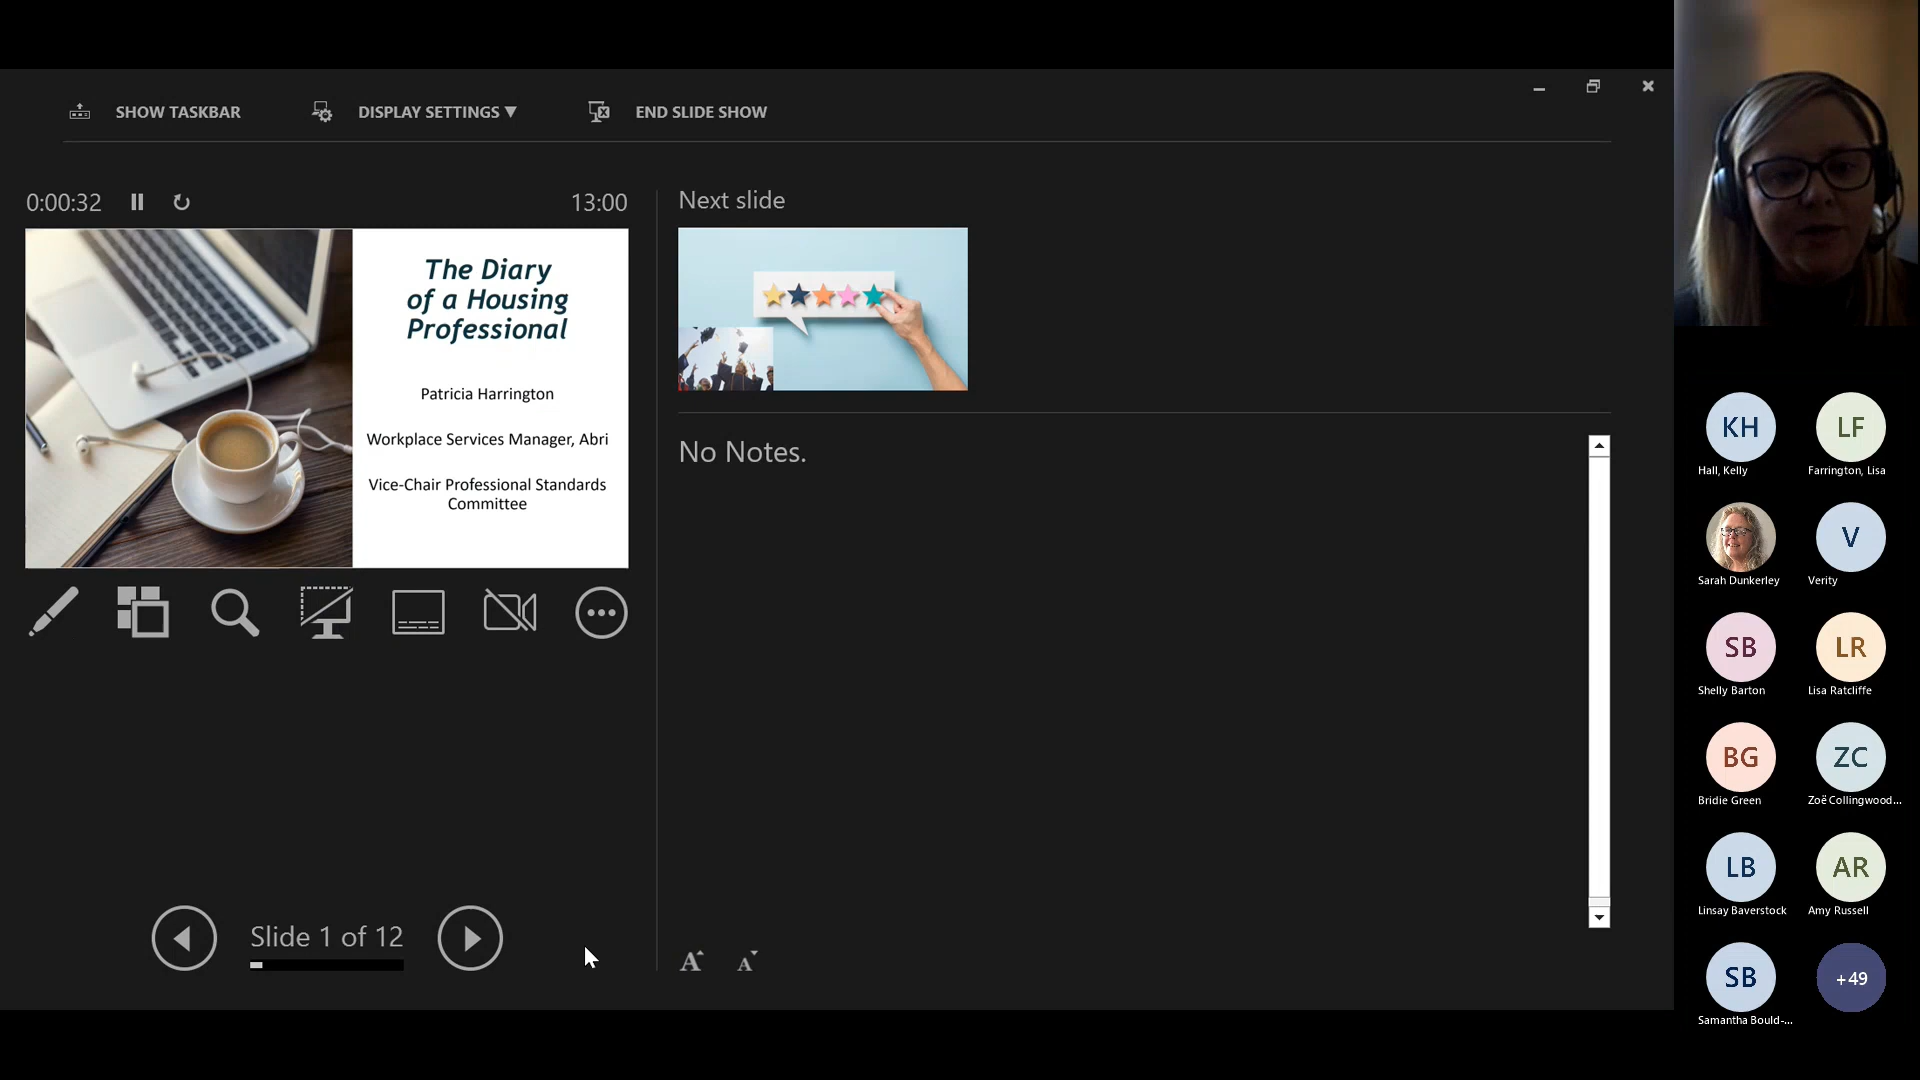 SHOW TASKBAR
DISPLAY SETTINGS ▼
END SLIDE SHOW
0:00:32
13:00
The Diary
of a Housing
Professional
Patricia Harrington
Workplace Services Manager, Abri
Vice-Chair Professional Standards
Committee
Slide 1 of 12
Next slide
No Notes.
A
A
KH
Hall, Kelly
LF
Farrington, Lisa
Sarah Dunkerley
V
Verity
SB
Shelly Barton
LR
Lisa Ratcliffe
BG
Bridie Green
ZC
Zoë Collingwood...
LB
Linsay Baverstock
AR
Amy Russell
SB
Samantha Bould-...
+49